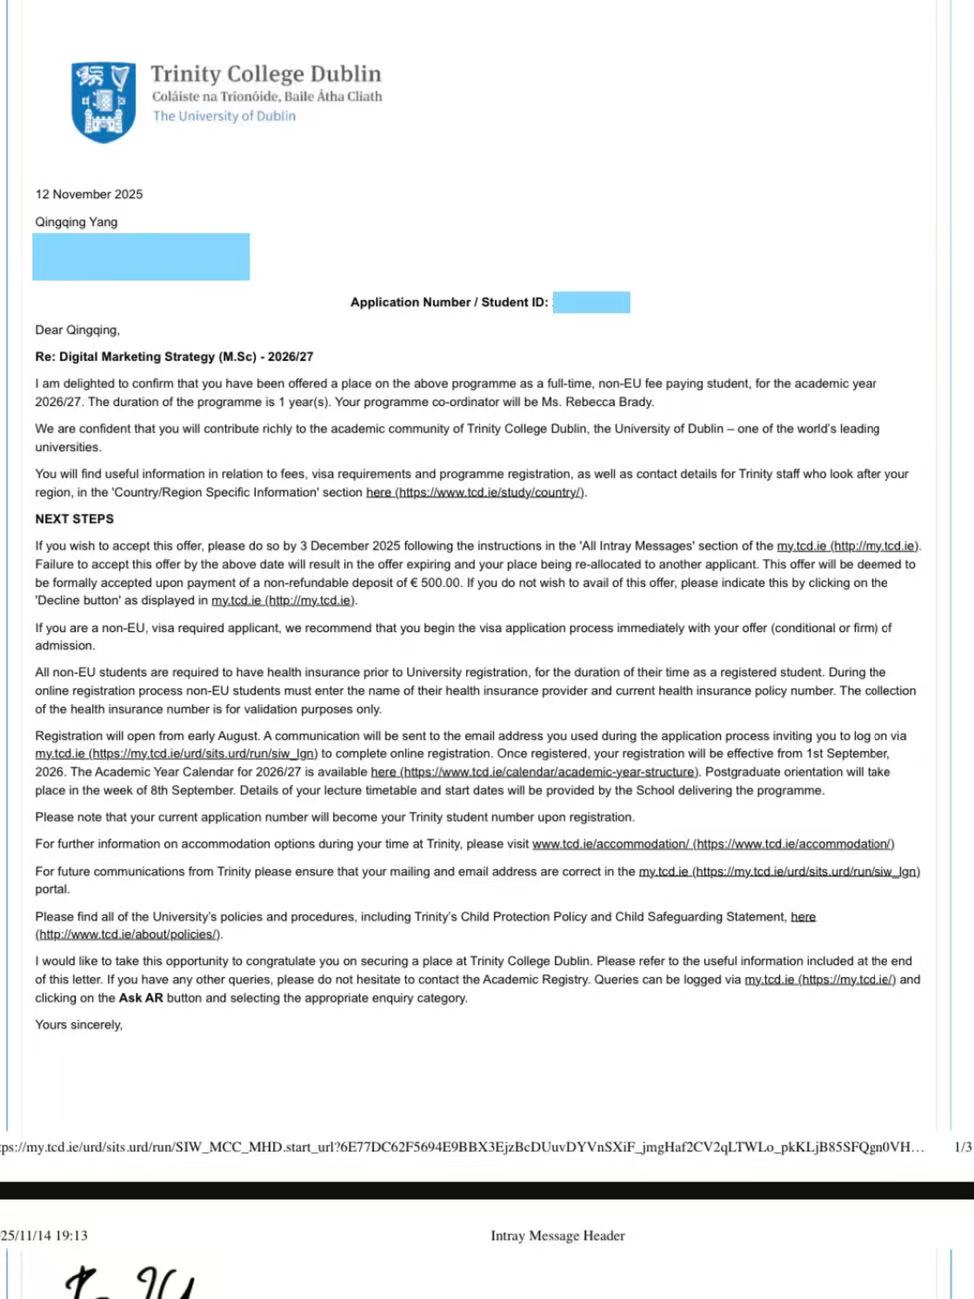 Trinity College Dublin
Coláiste na Tríonóide, Baile Átha Cliath
The University of Dublin
12 November 2025
Qingqing Yang
Application Number / Student ID:
Dear Qingqing,
Re: Digital Marketing Strategy (M.Sc) - 2026/27
I am delighted to confirm that you have been offered a place on the above programme as a full-time, non-EU fee paying student, for the academic year
2026/27. The duration of the programme is 1 year(s). Your programme co-ordinator will be Ms. Rebecca Brady.
We are confident that you will contribute richly to the academic community of Trinity College Dublin, the University of Dublin – one of the world's leading
universities.
You will find useful information in relation to fees, visa requirements and programme registration, as well as contact details for Trinity staff who look after your
region, in the 'Country/Region Specific Information' section here (https://www.tcd.ie/study/country/).
NEXT STEPS
If you wish to accept this offer, please do so by 3 December 2025 following the instructions in the 'All Intray Messages' section of the my.tcd.ie (http://my.tcd.ie).
Failure to accept this offer by the above date will result in the offer expiring and your place being re-allocated to another applicant. This offer will be deemed to
be formally accepted upon payment of a non-refundable deposit of € 500.00. If you do not wish to avail of this offer, please indicate this by clicking on the
'Decline button' as displayed in my.tcd.ie (http://my.tcd.ie).
If you are a non-EU, visa required applicant, we recommend that you begin the visa application process immediately with your offer (conditional or firm) of
admission.
All non-EU students are required to have health insurance prior to University registration, for the duration of their time as a registered student. During the
online registration process non-EU students must enter the name of their health insurance provider and current health insurance policy number. The collection
of the health insurance number is for validation purposes only.
Registration will open from early August. A communication will be sent to the email address you used during the application process inviting you to log on via
my.tcd.ie (https://my.tcd.ie/urd/sits.urd/run/siw_lgn) to complete online registration. Once registered, your registration will be effective from 1st September,
2026. The Academic Year Calendar for 2026/27 is available here (https://www.tcd.ie/calendar/academic-year-structure). Postgraduate orientation will take
place in the week of 8th September. Details of your lecture timetable and start dates will be provided by the School delivering the programme.
Please note that your current application number will become your Trinity student number upon registration.
For further information on accommodation options during your time at Trinity, please visit www.tcd.ie/accommodation/ (https://www.tcd.ie/accommodation/)
For future communications from Trinity please ensure that your mailing and email address are correct in the my.tcd.ie (https://my.tcd.ie/urd/sits.urd/run/siw_lgn)
portal.
Please find all of the University's policies and procedures, including Trinity's Child Protection Policy and Child Safeguarding Statement, here
(http://www.tcd.ie/about/policies/).
I would like to take this opportunity to congratulate you on securing a place at Trinity College Dublin. Please refer to the useful information included at the end
of this letter. If you have any other queries, please do not hesitate to contact the Academic Registry. Queries can be logged via my.tcd.ie (https://my.tcd.ie/) and
clicking on the Ask AR button and selecting the appropriate enquiry category.
Yours sincerely,
tps://my.tcd.ie/urd/sits.urd/run/SIW_MCC_MHD.start_url?6E77DC62F5694E9BBX3EjzBcDUuvDYVnSXiF_jmgHaf2CV2qLTWLo_pkKLjB85SFQgn0VH… 1/3
25/11/14 19:13 Intray Message Header